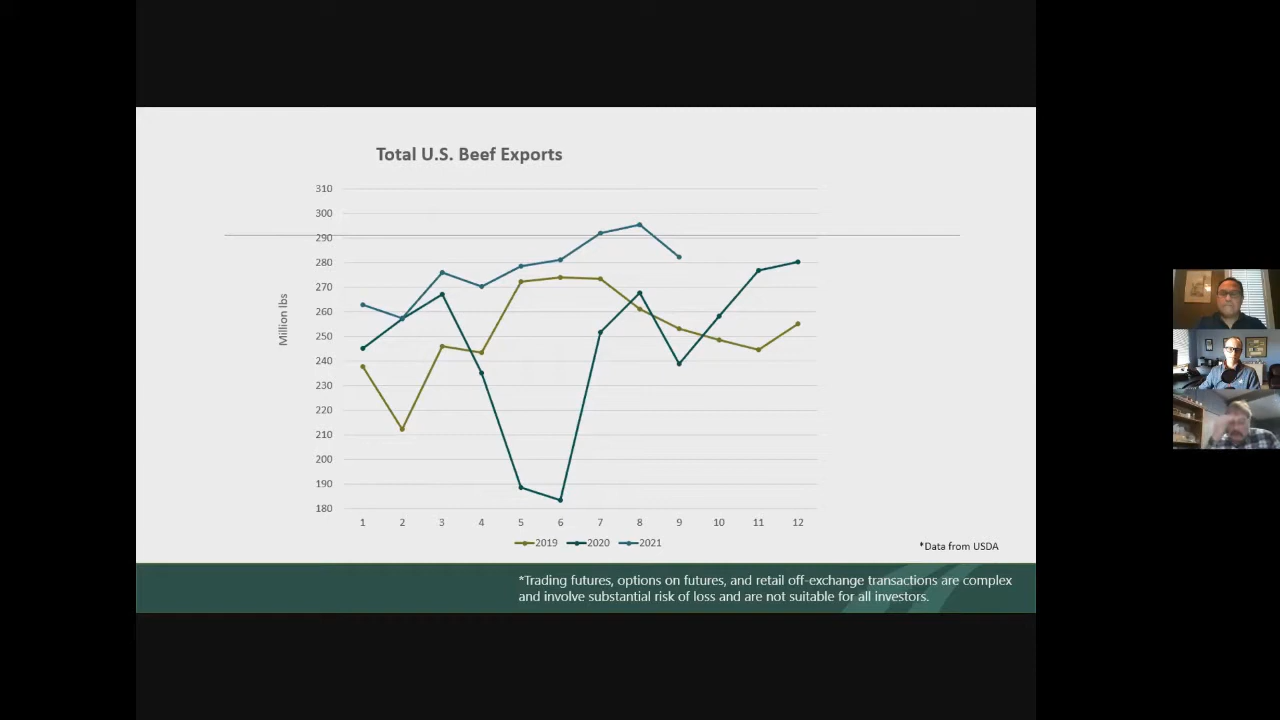 Total U.S. Beef Exports
310
300
290
280
270
260
250
240
230
220
210
200
190
180
Million lbs
1 2 3 4 5 6 7 8 9 10 11 12
2019 2020 2021
*Data from USDA
*Trading futures, options on futures, and retail off-exchange transactions are complex
and involve substantial risk of loss and are not suitable for all investors.